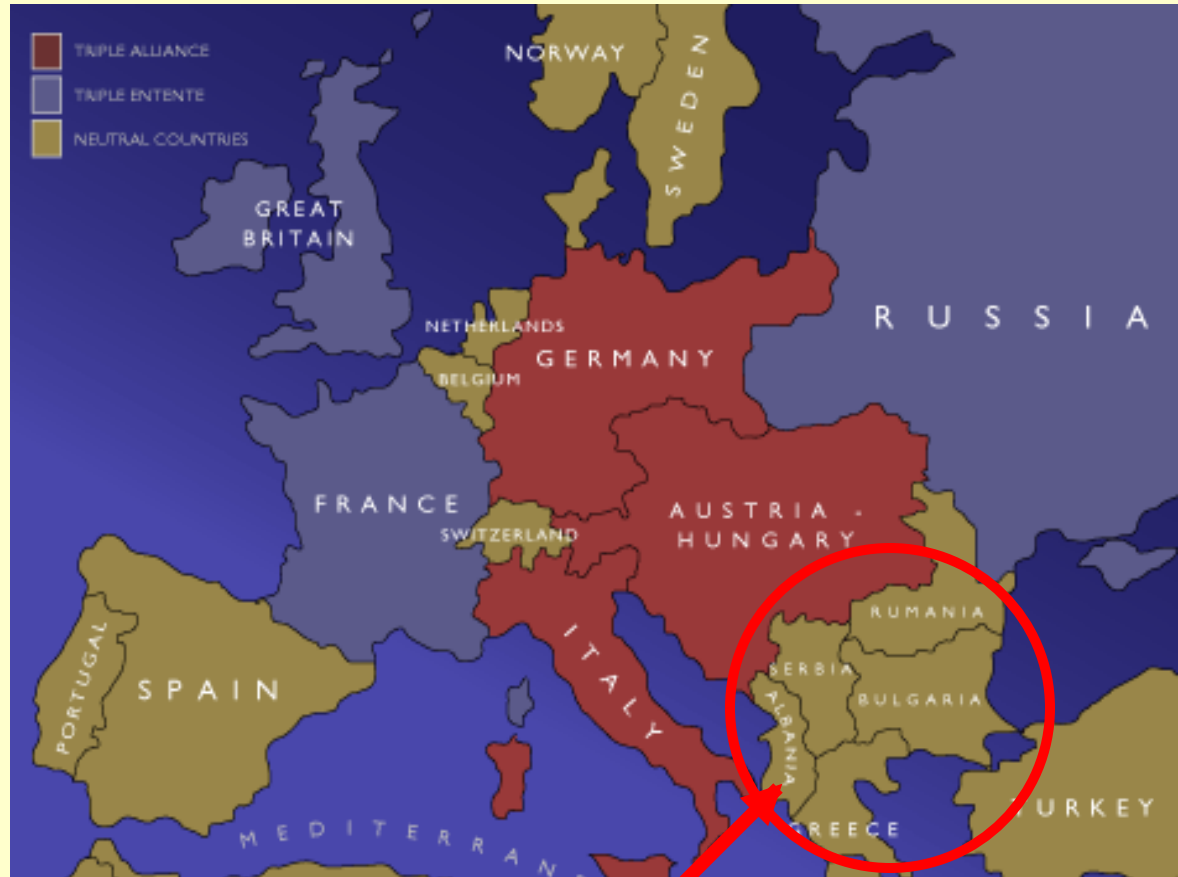 TRIPLE ALLIANCE
TRIPLE ENTENTE
NEUTRAL COUNTRIES
NORWAY
SWEDEN
GREAT
BRITAIN
RUSSIA
NETHERLANDS
GERMANY
BELGIUM
FRANCE
AUSTRIA -
HUNGARY
SWITZERLAND
RUMANIA
ITALY
PORTUGAL
SPAIN
SERBIA
BULGARIA
ALBANIA
TURKEY
GREECE
MEDITERRAN